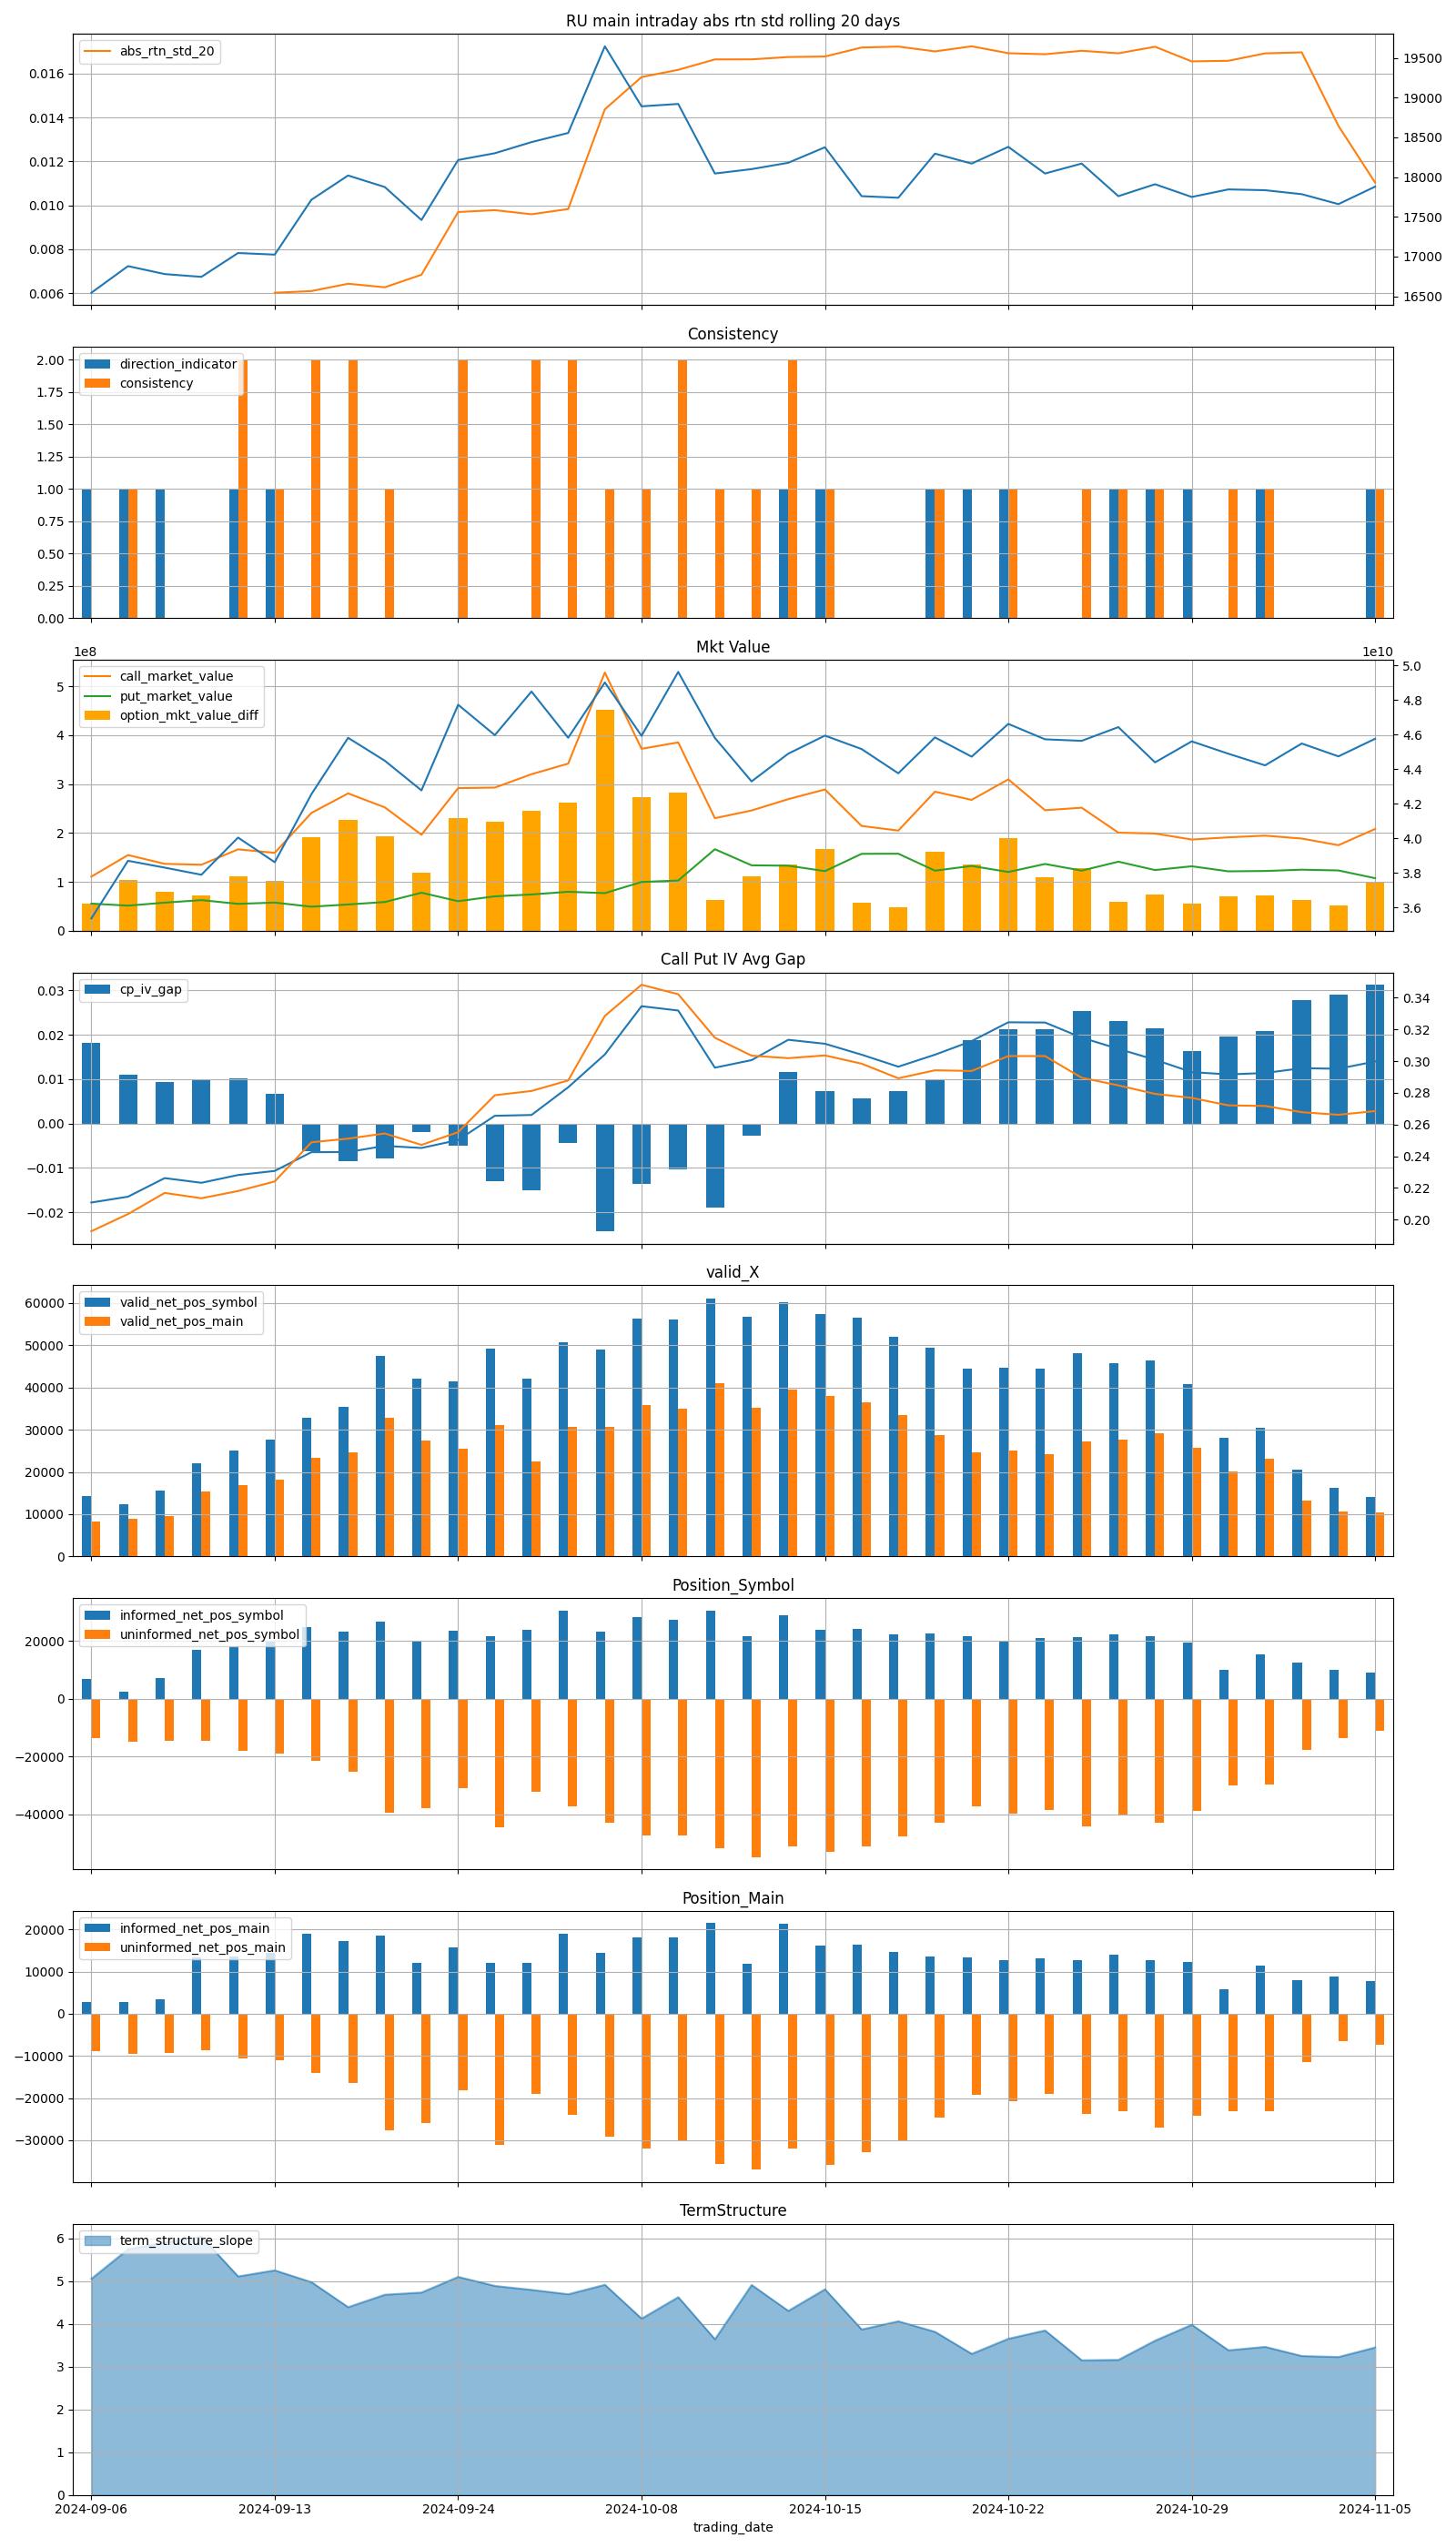 RU main intraday abs rtn std rolling 20 days
abs_rtn_std_20
0.016
0.014
0.012
0.010
0.008
0.006
19500
19000
18500
18000
17500
17000
16500
Consistency
direction_indicator
consistency
2.00
1.75
1.50
1.25
1.00
0.75
0.50
0.25
0.00
Mkt Value
1e8
1e10
call_market_value
put_market_value
option_mkt_value_diff
5
4
3
2
1
0
5.0
4.8
4.6
4.4
4.2
4.0
3.8
3.6
Call Put IV Avg Gap
cp_iv_gap
0.03
0.02
0.01
0.00
−0.01
−0.02
0.34
0.32
0.30
0.28
0.26
0.24
0.22
0.20
valid_X
valid_net_pos_symbol
valid_net_pos_main
60000
50000
40000
30000
20000
10000
0
Position_Symbol
informed_net_pos_symbol
uninformed_net_pos_symbol
20000
0
−20000
−40000
Position_Main
informed_net_pos_main
uninformed_net_pos_main
20000
10000
0
−10000
−20000
−30000
TermStructure
term_structure_slope
6
5
4
3
2
1
0
2024-09-06 2024-09-13 2024-09-24 2024-10-08 2024-10-15 2024-10-22 2024-10-29 2024-11-05
trading_date